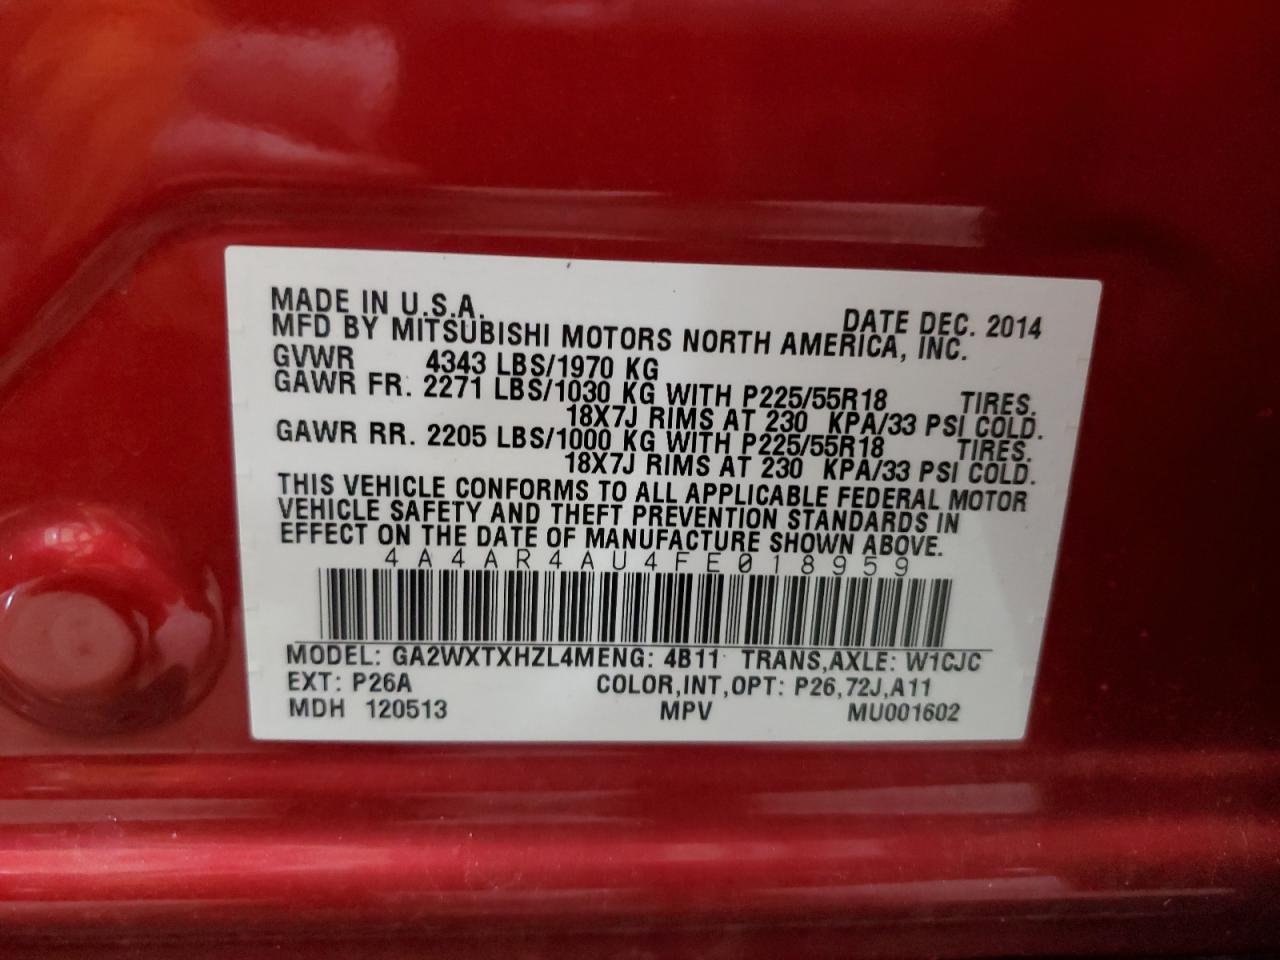 MADE IN U.S.A. DATE DEC. 2014
MFD BY MITSUBISHI MOTORS NORTH AMERICA, INC.
GVWR 4343 LBS/1970 KG
GAWR FR. 2271 LBS/1030 KG WITH P225/55R18 TIRES.
18X7J RIMS AT 230 KPA/33 PSI COLD.
GAWR RR. 2205 LBS/1000 KG WITH P225/55R18 TIRES.
18X7J RIMS AT 230 KPA/33 PSI COLD.
THIS VEHICLE CONFORMS TO ALL APPLICABLE FEDERAL MOTOR
VEHICLE SAFETY AND THEFT PREVENTION STANDARDS IN
EFFECT ON THE DATE OF MANUFACTURE SHOWN ABOVE.
4A4AR4AU4FE018959
MODEL: GA2WXTXHZL4MENG: 4B11 TRANS,AXLE: W1CJC
EXT: P26A COLOR,INT,OPT: P26,72J,A11
MDH 120513 MPV MU001602